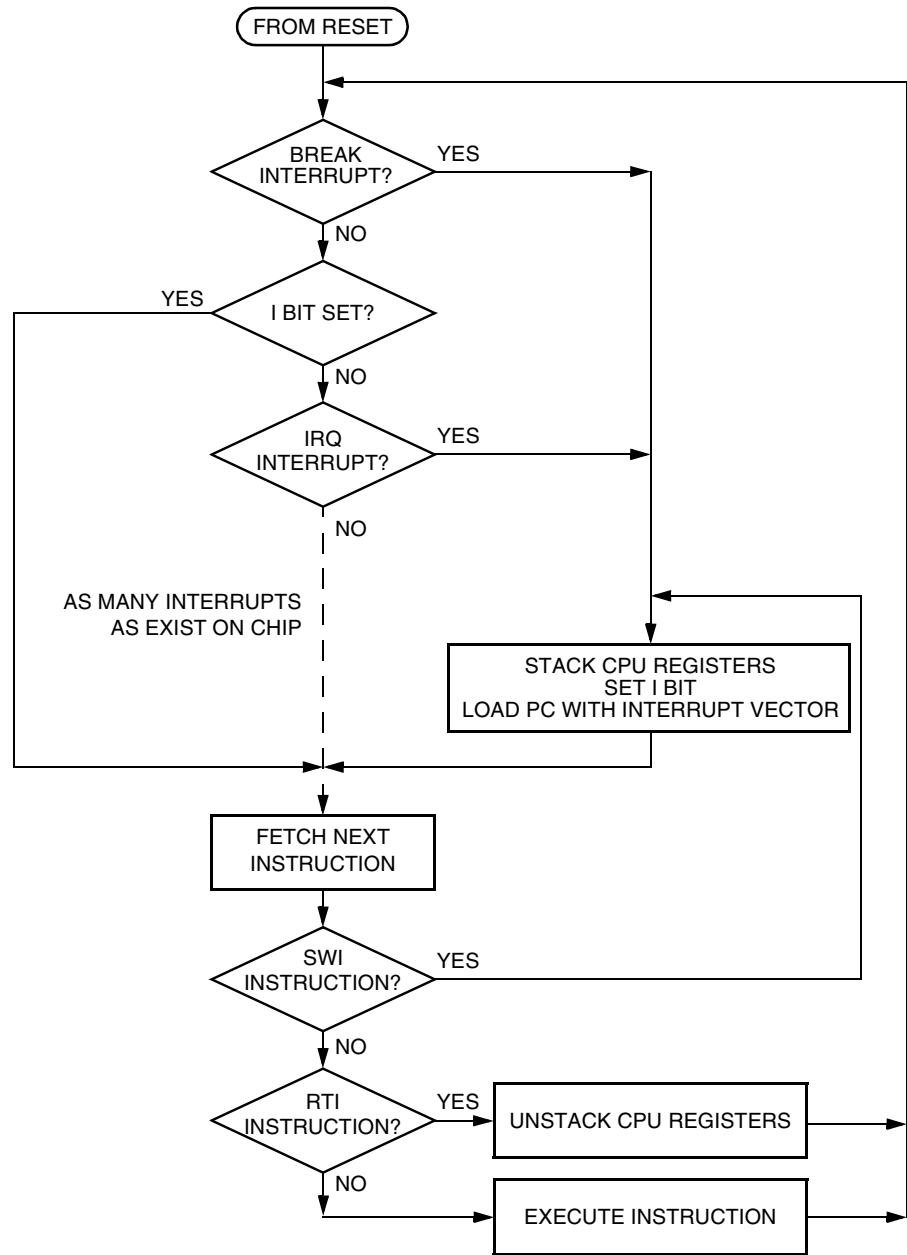 FROM RESET
BREAK
INTERRUPT?
YES
NO
YES
I BIT SET?
NO
IRQ
INTERRUPT?
YES
NO
AS MANY INTERRUPTS
AS EXIST ON CHIP
STACK CPU REGISTERS
SET I BIT
LOAD PC WITH INTERRUPT VECTOR
FETCH NEXT
INSTRUCTION
SWI
INSTRUCTION?
YES
NO
RTI
INSTRUCTION?
YES
UNSTACK CPU REGISTERS
NO
EXECUTE INSTRUCTION